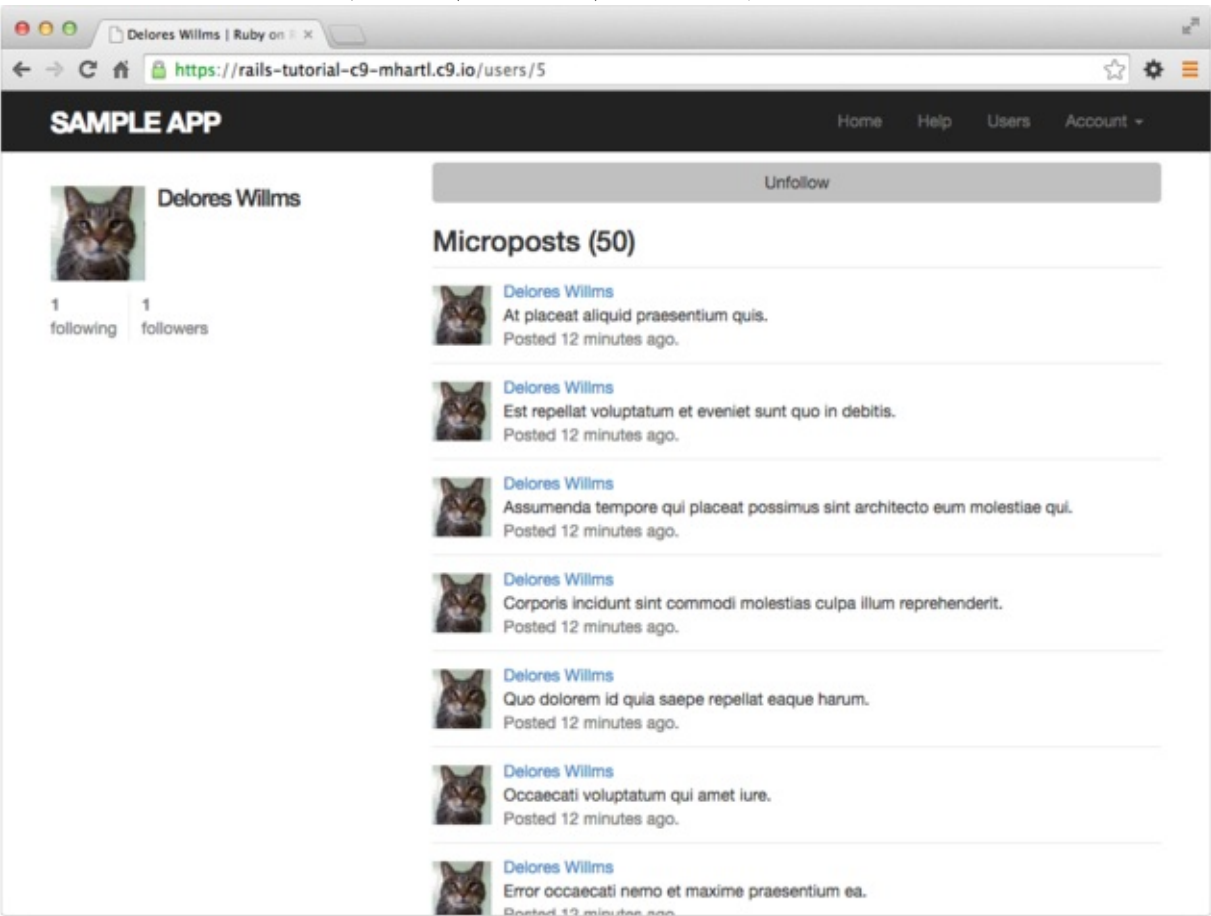 Delores Willms | Ruby on R
https://rails-tutorial-c9-mhartl.c9.io/users/5
SAMPLE APP
Home Help Users Account
Delores Willms
1 following
1 followers
Unfollow
Microposts (50)
Delores Willms
At placeat aliquid praesentium quis.
Posted 12 minutes ago.
Delores Willms
Est repellat voluptatum et eveniet sunt quo in debitis.
Posted 12 minutes ago.
Delores Willms
Assumenda tempore qui placeat possimus sint architecto eum molestiae qui.
Posted 12 minutes ago.
Delores Willms
Corporis incidunt sint commodi molestias culpa illum reprehenderit.
Posted 12 minutes ago.
Delores Willms
Quo dolorem id quia saepe repellat eaque harum.
Posted 12 minutes ago.
Delores Willms
Occaecati voluptatum qui amet iure.
Posted 12 minutes ago.
Delores Willms
Error occaecati nemo et maxime praesentium ea.
Posted 12 minutes ago.